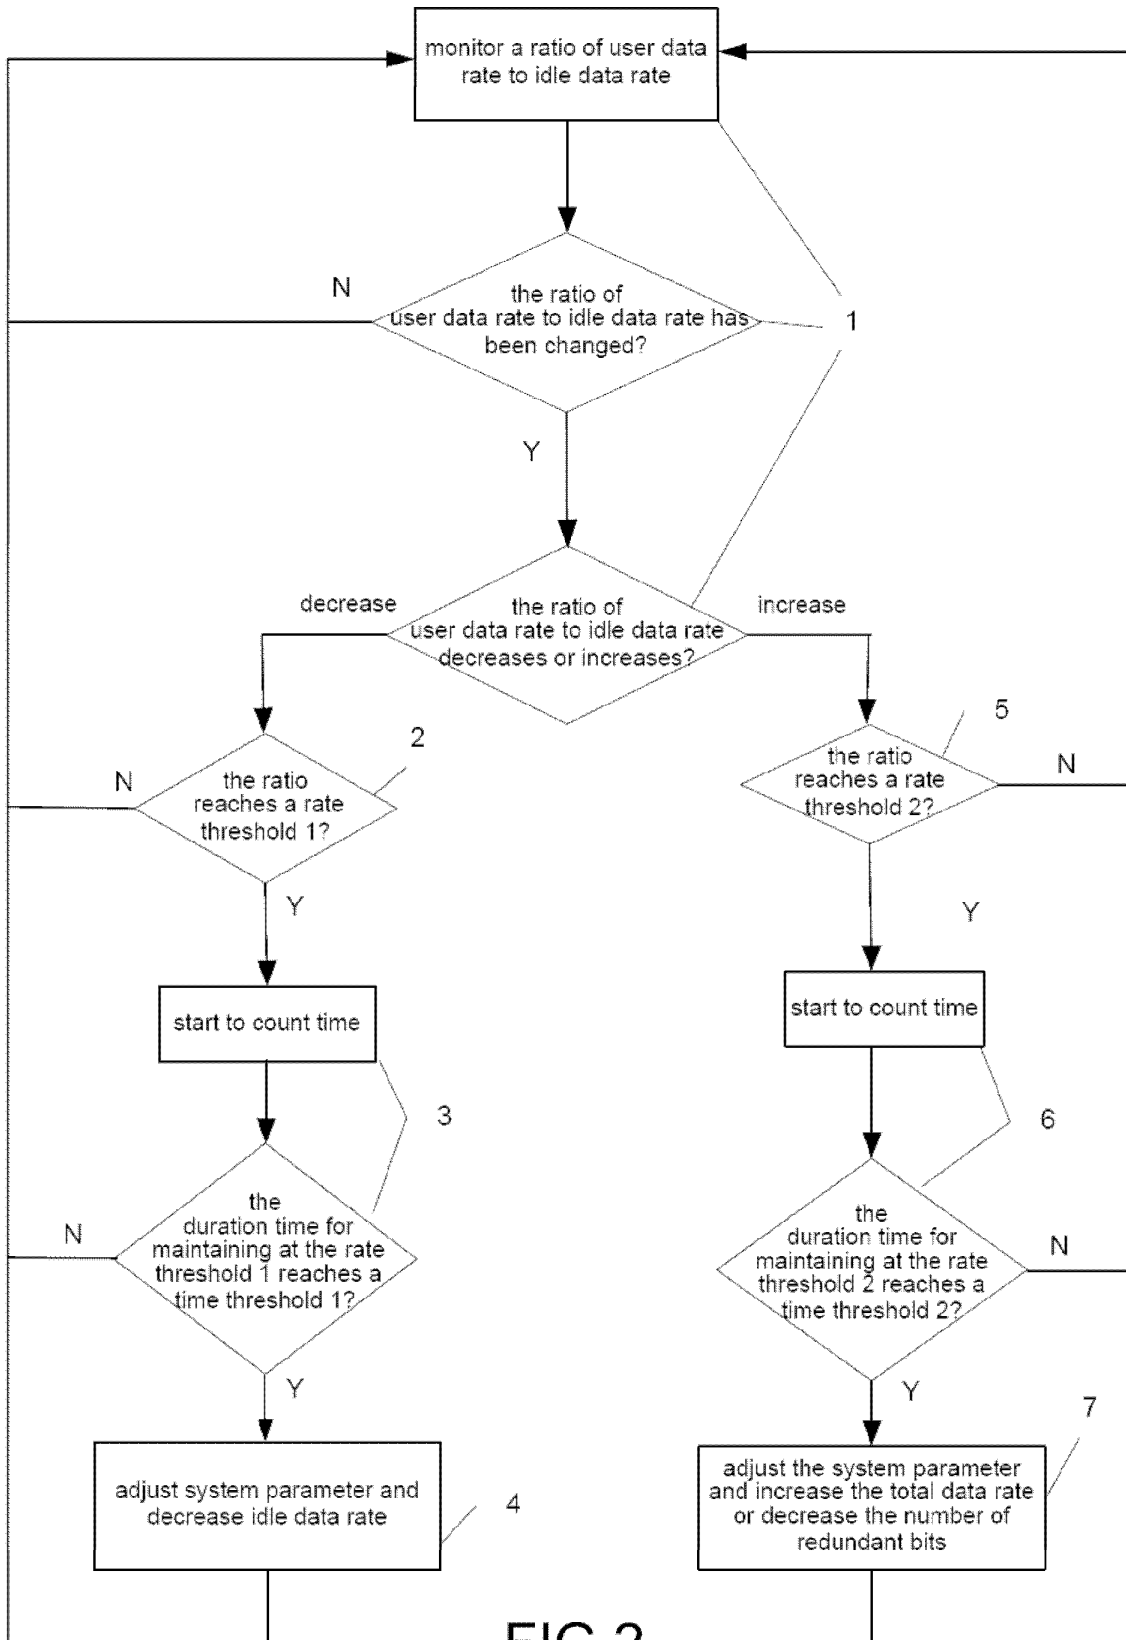 monitor a ratio of user data
rate to idle data rate
N
the ratio of
user data rate to idle data rate has
been changed?
1
Y
decrease
the ratio of
user data rate to idle data rate
decreases or increases?
increase
2
5
N
the ratio
reaches a rate
threshold 1?
the ratio
reaches a rate
threshold 2?
N
Y
Y
start to count time
start to count time
3
6
N
the
duration time for
maintaining at the rate
threshold 1 reaches a
time threshold 1?
the
duration time for
maintaining at the rate
threshold 2 reaches a
time threshold 2?
N
Y
Y
7
adjust system parameter and
decrease idle data rate
4
adjust the system parameter
and increase the total data rate
or decrease the number of
redundant bits
FIG.2